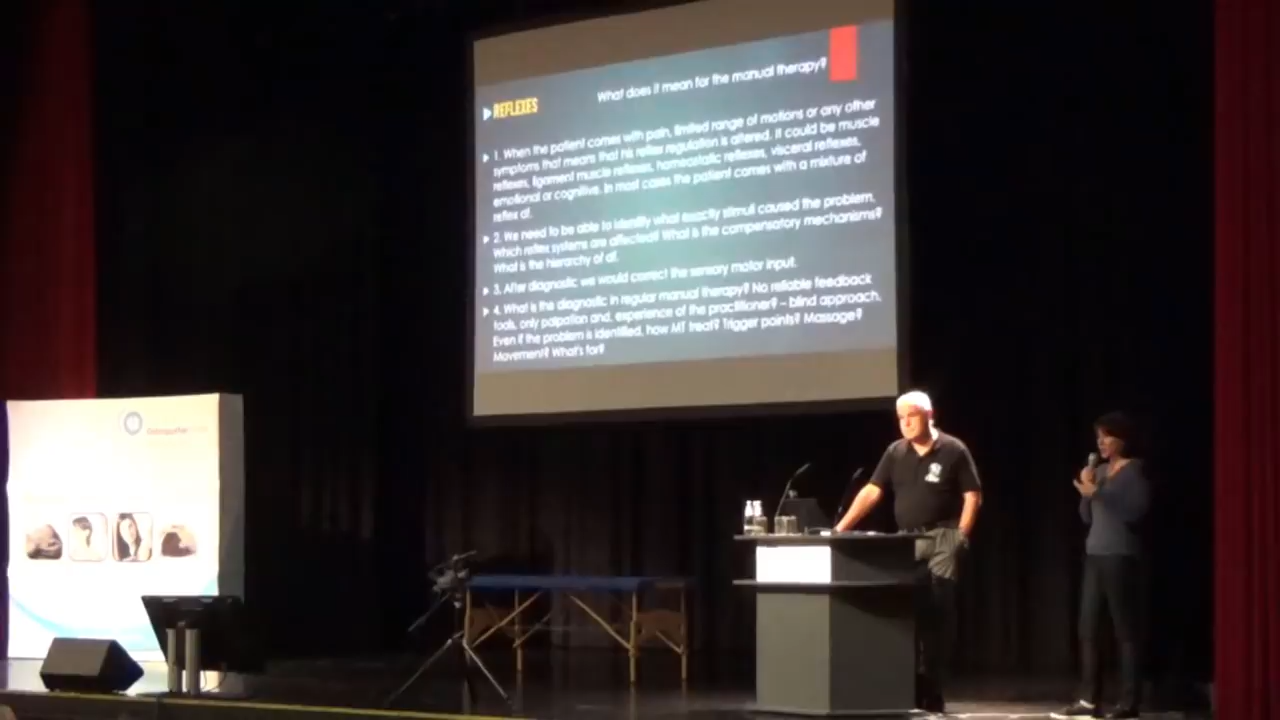 What does it mean for the manual therapy?
REFLEXES
1. When the patient comes with pain, limited range of motions or any other
symptoms that means that his reflex regulation is altered. It could be muscle
reflexes, ligament muscle reflexes, homeostatic reflexes, visceral reflexes,
emotional or cognitive. In most cases the patient comes with a mixture of
reflex of.
2. We need to be able to identify what exactly stimuli caused the problem.
Which reflex systems are affected? What is the compensatory mechanisms?
What is the hierarchy of of.
3. After diagnostic we would correct the sensory motor input.
4. What is the diagnostic in regular manual therapy? No reliable feedback
tools, only palpation and, experience of the practitioner? – blind approach.
Even if the problem is identified, how MT treat? Trigger points? Massage?
Movement? What's for?